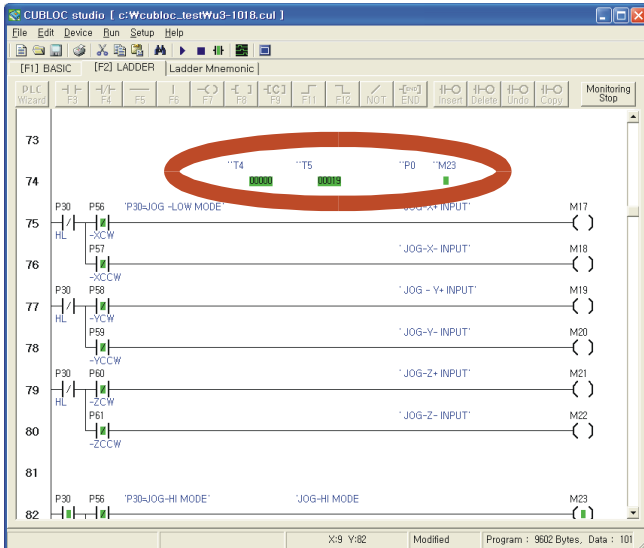 CUBLOC studio [ c:₩cubloc_test₩u3-1018.cul ]
File Edit Device Run Setup Help
[F1] BASIC [F2] LADDER Ladder Mnemonic
PLC Wizard F3 F4 F5 F6 F7 F8 [C] F9 F11 F12 NOT END Insert Delete Undo Copy Monitoring Stop
73
``T4 ``T5 ``P0 ``M23
74 00000 00019
P30 P56 'P30=JOG -LOW MODE' 'JOG-X+ INPUT' M17
75
HL -XCW
P57 ' JOG-X- INPUT' M18
76
-XCCW
P30 P58 ' JOG - Y+ INPUT' M19
77
HL -YCW
P59 ' JOG-Y- INPUT' M20
78
-YCCW
P30 P60 ' JOG-Z+ INPUT' M21
79
HL -ZCW
P61 ' JOG-Z- INPUT' M22
80
-ZCCW
81
P30 P56 'P30=JOG-HI MODE' 'JOG-HI MODE M23
82
X:9 Y:82 Modified Program : 9602 Bytes, Data : 101